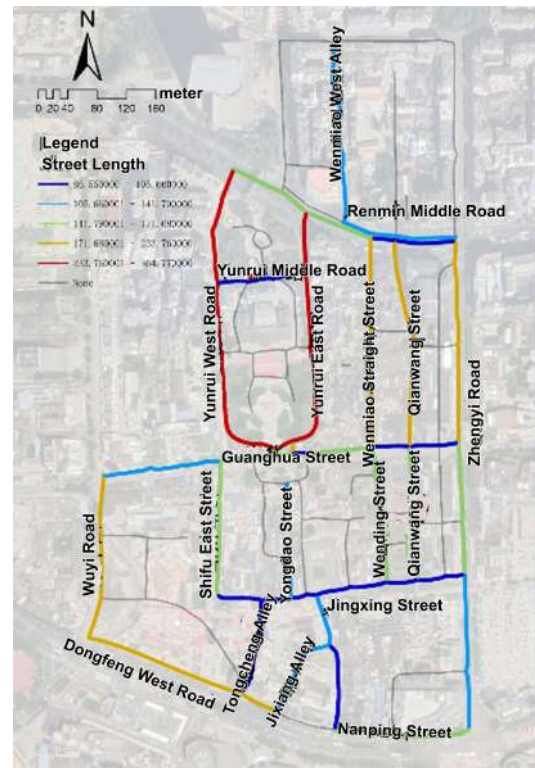 N
0 20 40 80 120 160 meter
Legend
Street Length
None
Wenmiao West Alley
Renmin Middle Road
Yunrui Middle Road
Yunrui West Road
Yunrui East Road
Wenmiao Straight Street
Qianwang Street
Zhengyi Road
Guanghua Street
Wuyi Road
Shifu East Street
Yongdao Street
Wending Street
Qianwang Street
Jingxing Street
Tongcheng Alley
Jixiang Alley
Dongfeng West Road
Nanping Street